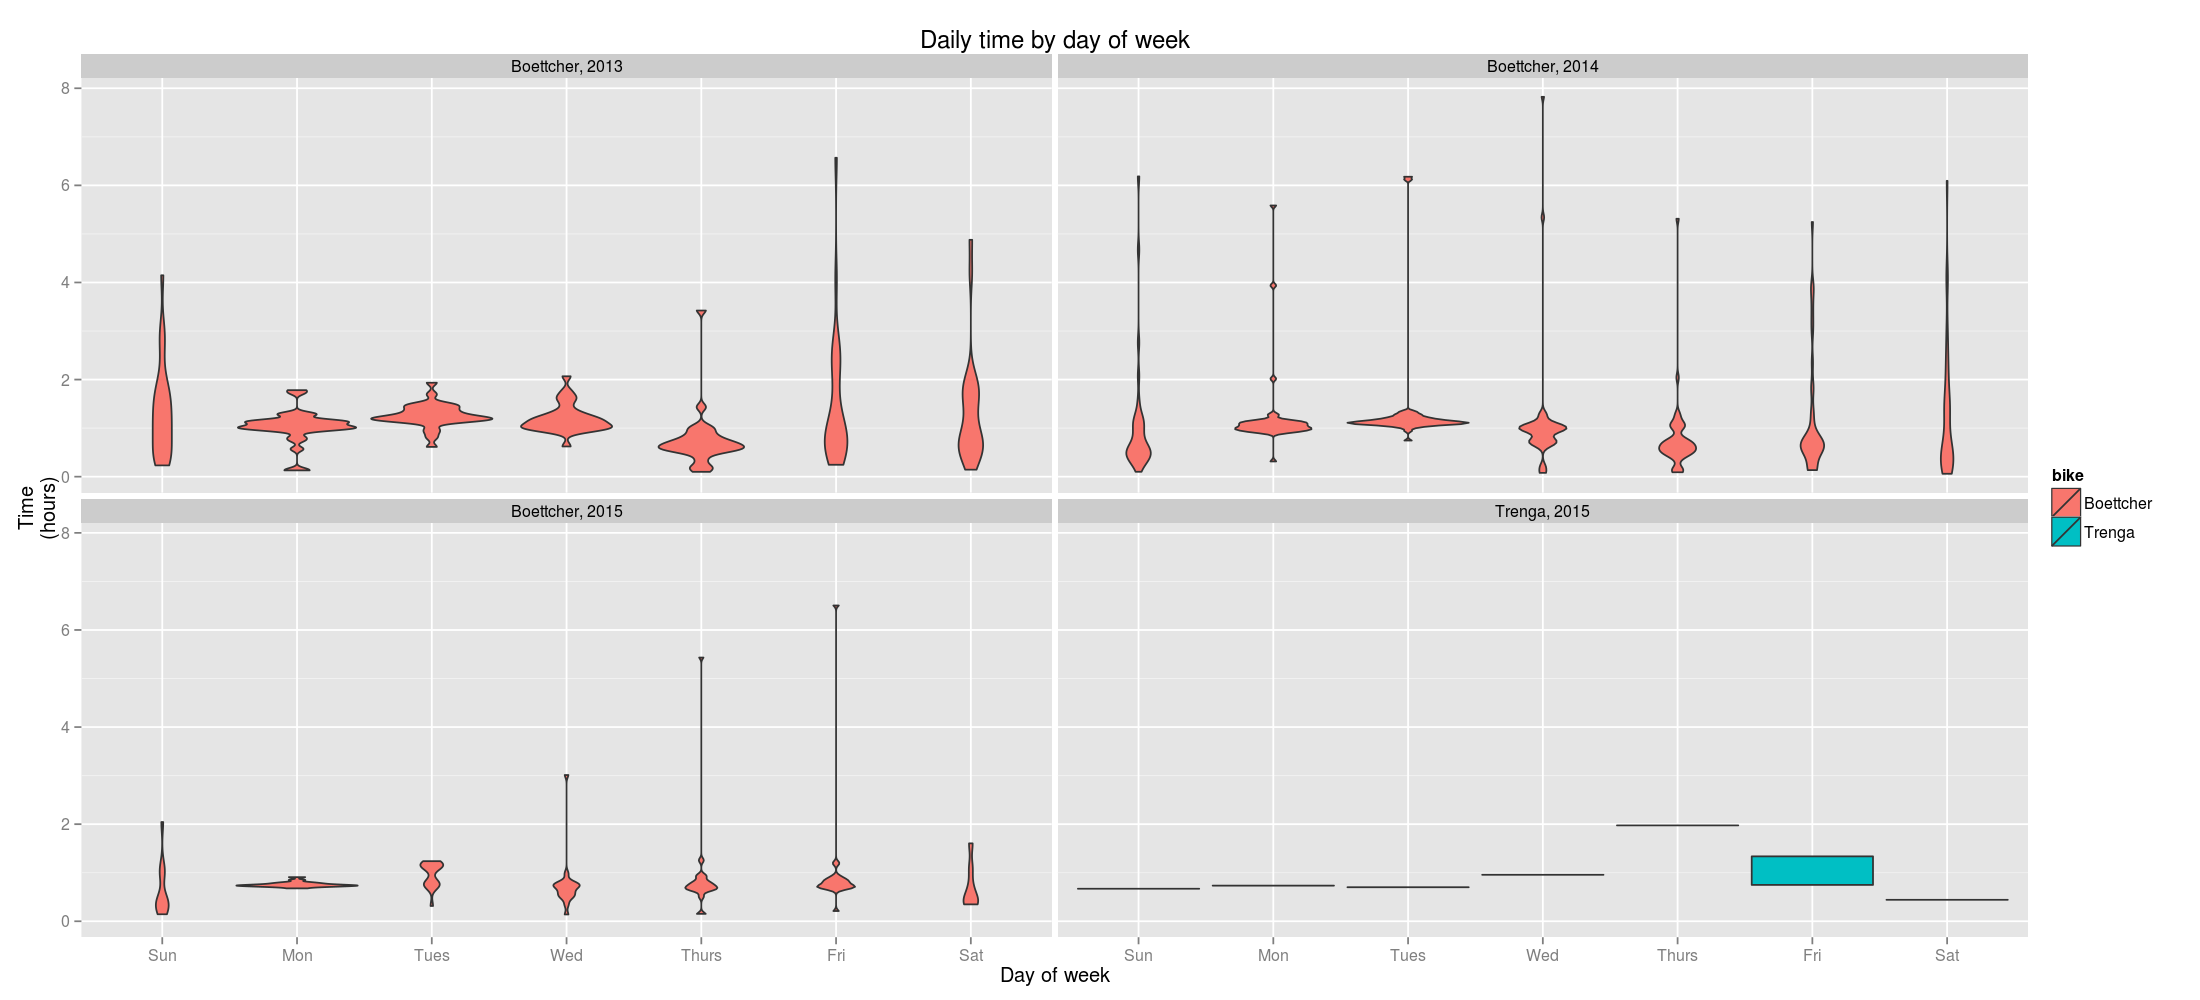 Daily time by day of week
Boettcher, 2013
Boettcher, 2014
8
6
4
2
0
Boettcher, 2015
Trenga, 2015
8
6
4
2
0
Time
(hours)
Sun Mon Tues Wed Thurs Fri Sat
Sun Mon Tues Wed Thurs Fri Sat
Day of week
bike
Boettcher
Trenga